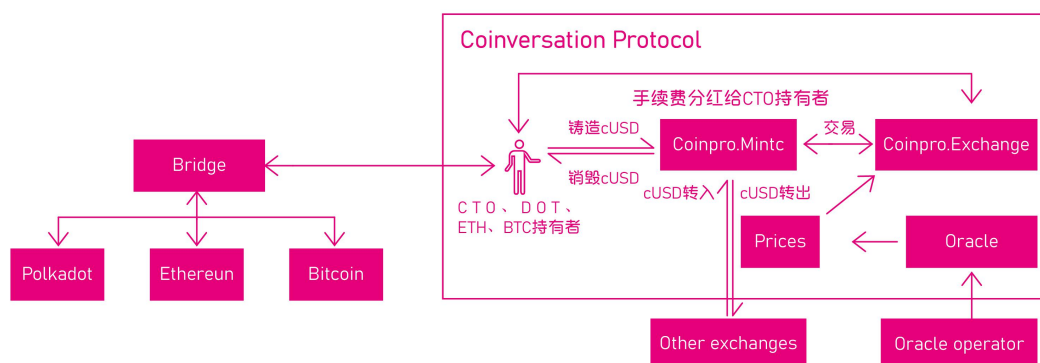 Coinversation Protocol
手续费分红给CTO持有者
铸造cUSD
Coinpro.Mintc
交易
Coinpro.Exchange
Bridge
销毁cUSD
cUSD转入
cUSD转出
CTO、DOT、
ETH、BTC持有者
Polkadot
Ethereun
Bitcoin
Prices
Oracle
Other exchanges
Oracle operator